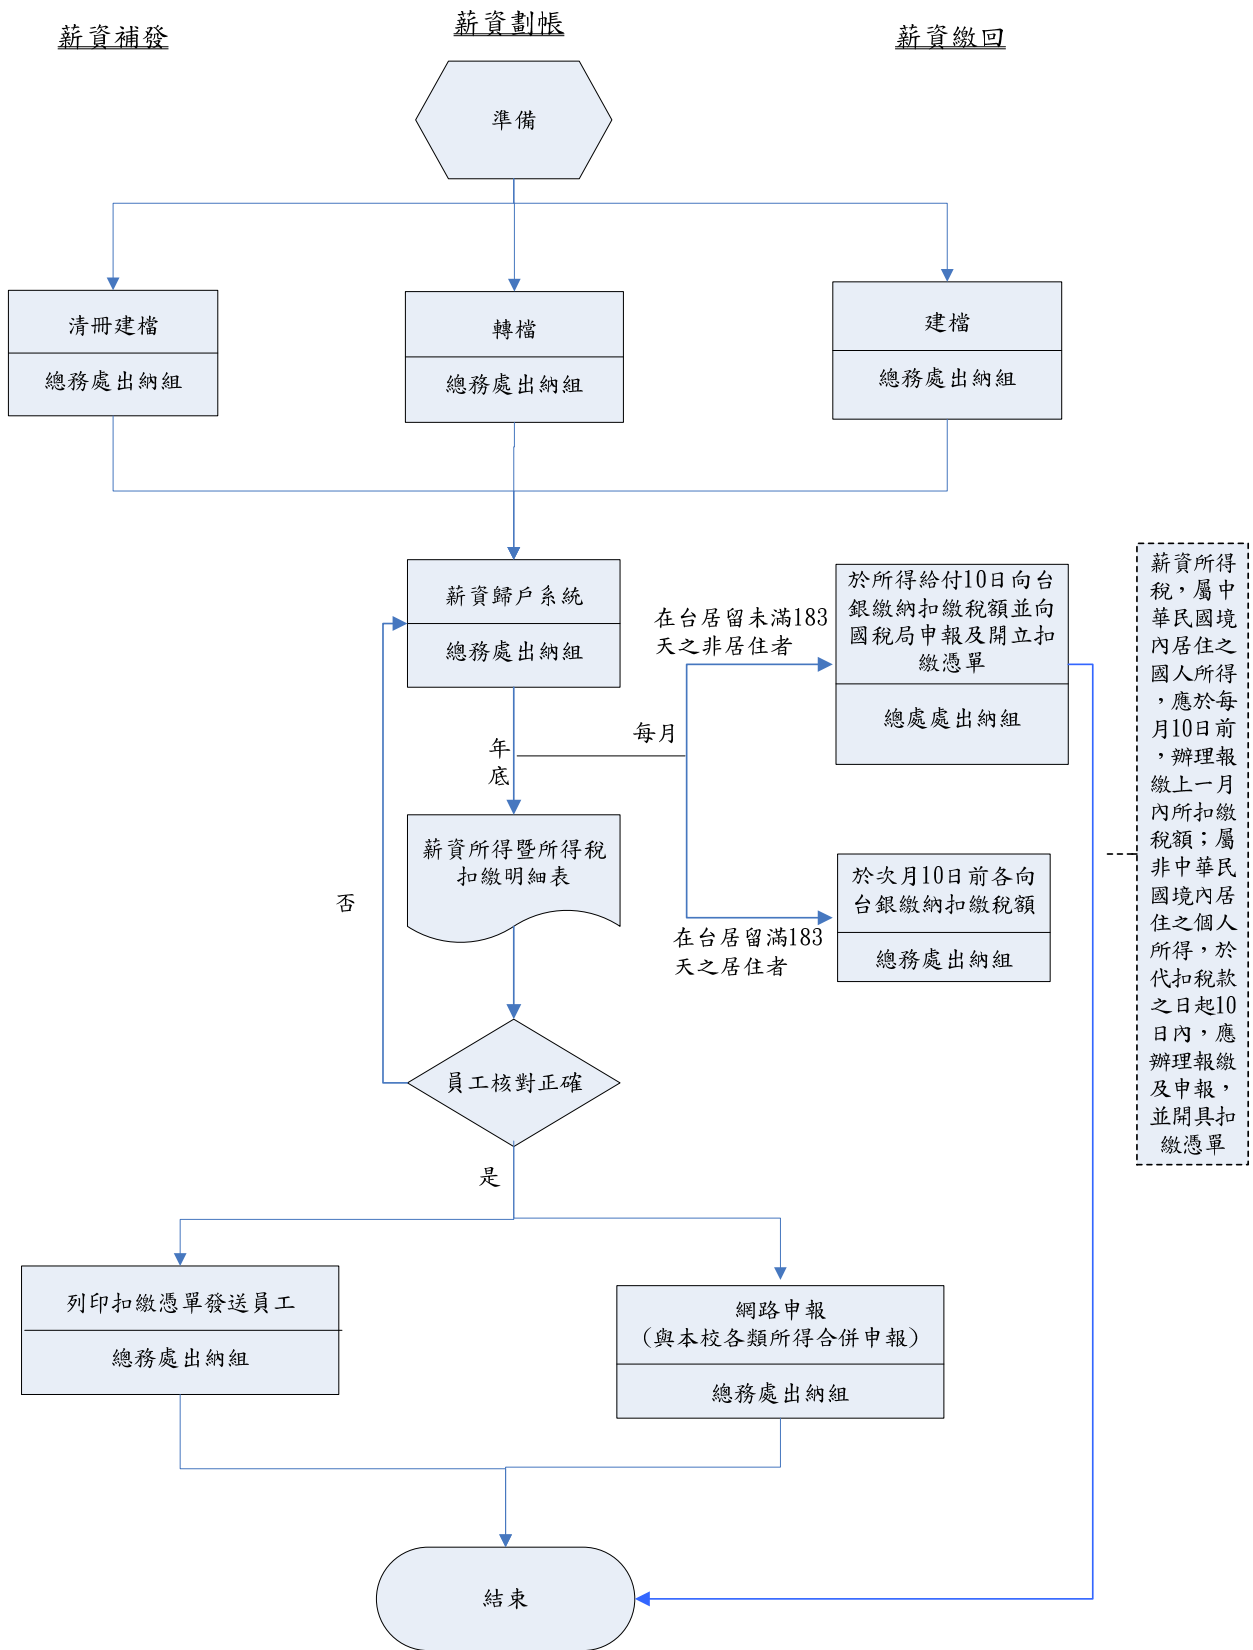 薪資補發
薪資劃帳
薪資繳回
準備
清冊建檔
總務處出納組
轉檔
總務處出納組
建檔
總務處出納組
薪資歸戶系統
總務處出納組
在台居留未滿183
天之非居住者
於所得給付10日向台
銀繳納扣繳稅額並向
國稅局申報及開立扣
繳憑單
總處處出納組
每月
年
底
薪資所得暨所得稅
扣繳明細表
否
在台居留滿183
天之居住者
於次月10日前各向
台銀繳納扣繳稅額
總務處出納組
薪資所得
稅，屬中
華民國境
內居住之
國人所得
，應於每
月10日前
，辦理報
繳上一月
內所扣繳
稅額；屬
非中華民
國境內居
住之個人
所得，於
代扣稅款
之日起10
日內，應
辦理報繳
及申報，
並開具扣
繳憑單
員工核對正確
是
列印扣繳憑單發送員工
總務處出納組
網路申報
（與本校各類所得合併申報）
總務處出納組
結束